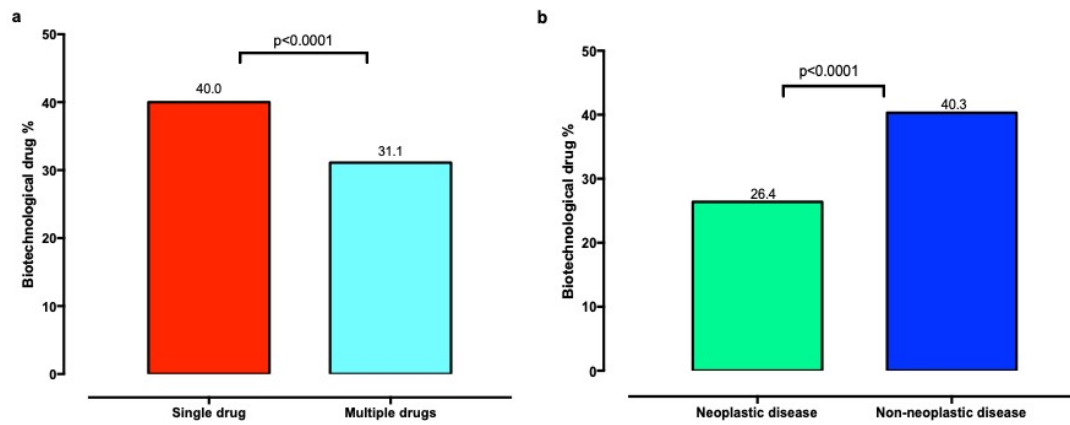 a
Biotechnological drug %
50
40
30
20
10
0
p<0.0001
40.0
31.1
Single drug
Multiple drugs
b
Biotechnological drug %
50
40
30
20
10
0
p<0.0001
26.4
40.3
Neoplastic disease
Non-neoplastic disease